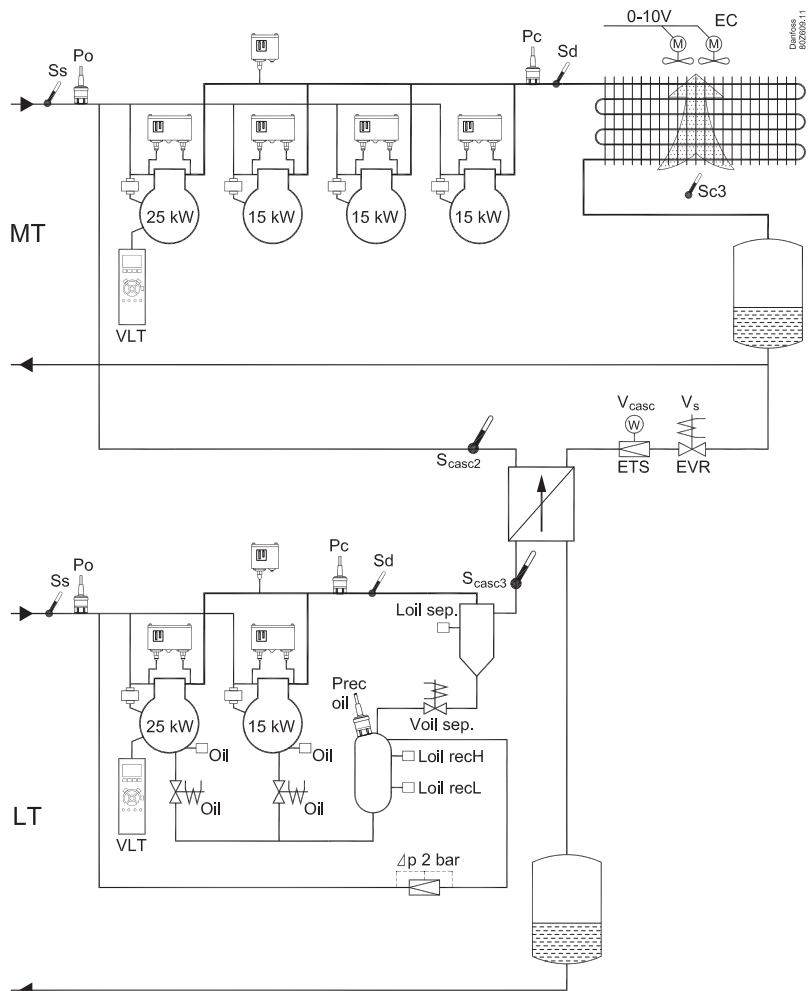 0-10V
EC
Danfoss
80Z609.11
M
M
Pc
Sd
Po
Ss
Sc3
25 kW
15 kW
15 kW
15 kW
MT
VLT
Vcasc
Vs
W
Scasc2
ETS
EVR
Pc
Sd
Po
Ss
Scasc3
Loil sep.
Prec
oil
Voil sep.
25 kW
15 kW
Oil
Oil
Loil recH
Loil recL
Oil
Oil
LT
VLT
⊿p 2 bar